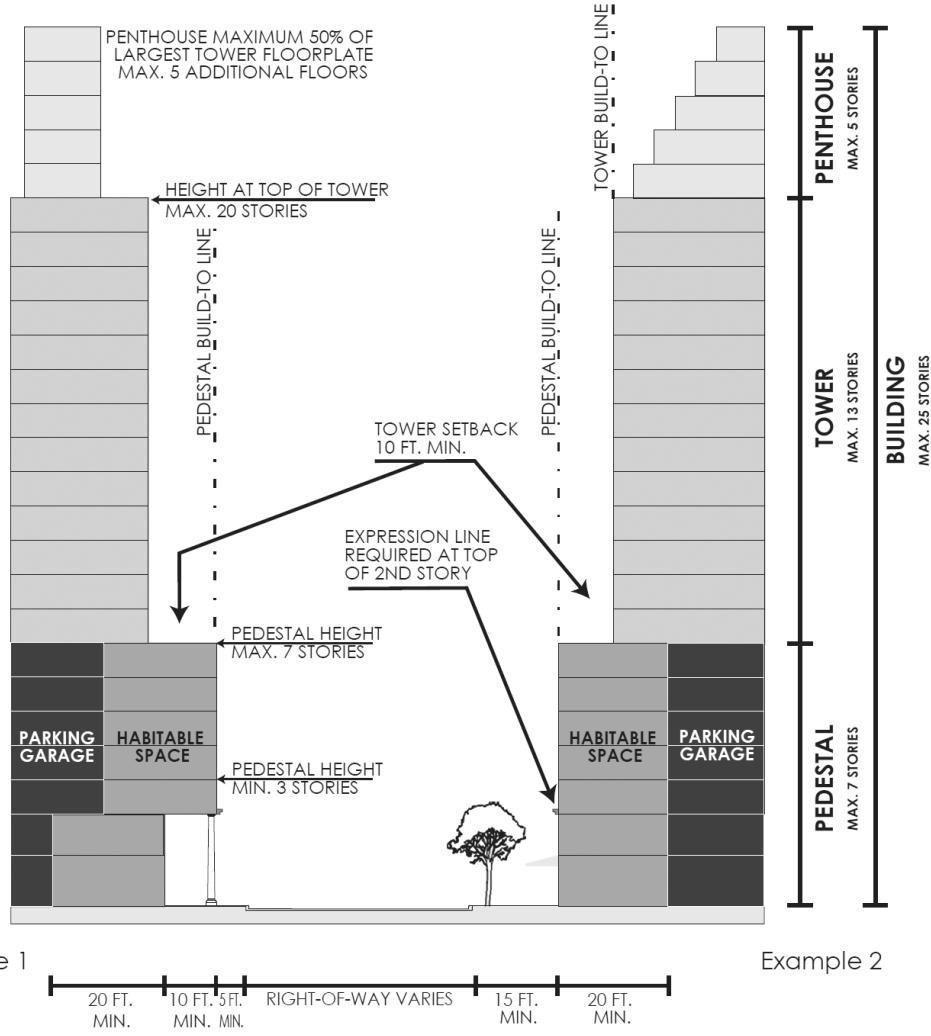 PENTHOUSE MAXIMUM 50% OF
LARGEST TOWER FLOORPLATE
MAX. 5 ADDITIONAL FLOORS
TOWER BUILD-TO LINE
PENTHOUSE
MAX. 5 STORIES
HEIGHT AT TOP OF TOWER
MAX. 20 STORIES
PEDESTAL BUILD-TO LINE
PEDESTAL BUILD-TO LINE
TOWER
MAX. 13 STORIES
BUILDING
MAX. 25 STORIES
TOWER SETBACK
10 FT. MIN.
EXPRESSION LINE
REQUIRED AT TOP
OF 2ND STORY
PEDESTAL HEIGHT
MAX. 7 STORIES
PARKING
GARAGE
HABITABLE
SPACE
HABITABLE
SPACE
PARKING
GARAGE
PEDESTAL HEIGHT
MIN. 3 STORIES
PEDESTAL
MAX. 7 STORIES
e 1
Example 2
20 FT.
MIN.
10 FT.
MIN.
5 FT.
MIN.
RIGHT-OF-WAY VARIES
15 FT.
MIN.
20 FT.
MIN.